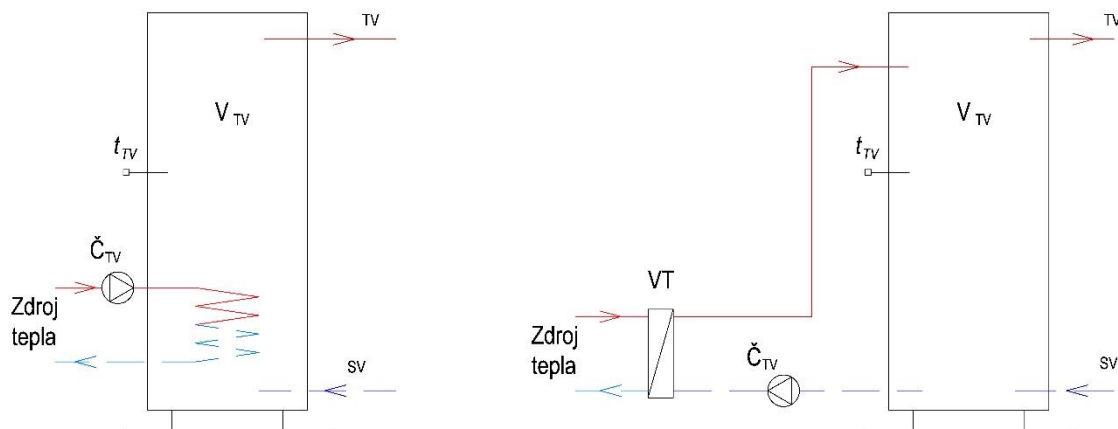 TV
V TV
t TV
Č TV
Zdroj
tepla
SV
TV
V TV
t TV
VT
Zdroj
tepla
Č TV
SV